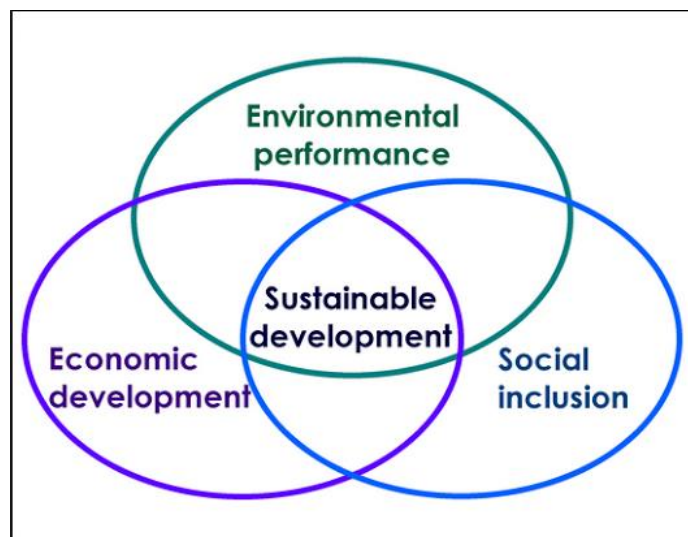 Environmental
performance
Sustainable
development
Economic
development
Social
inclusion